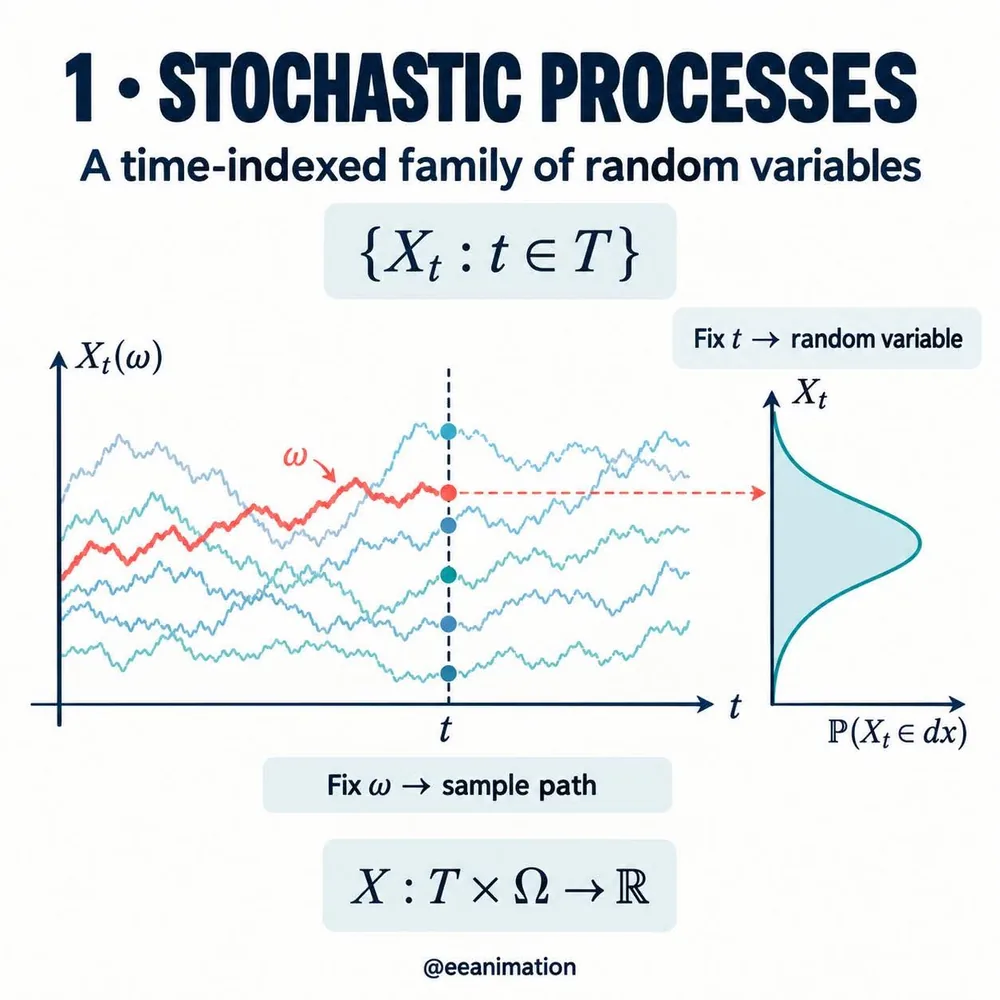 1 • STOCHASTIC PROCESSES
A time-indexed family of random variables
{X_t : t ∈ T}
Fix t → random variable
X_t(ω)
X_t
ω
t
t
ℙ(X_t ∈ dx)
Fix ω → sample path
X : T × Ω → ℝ
@eeanimation